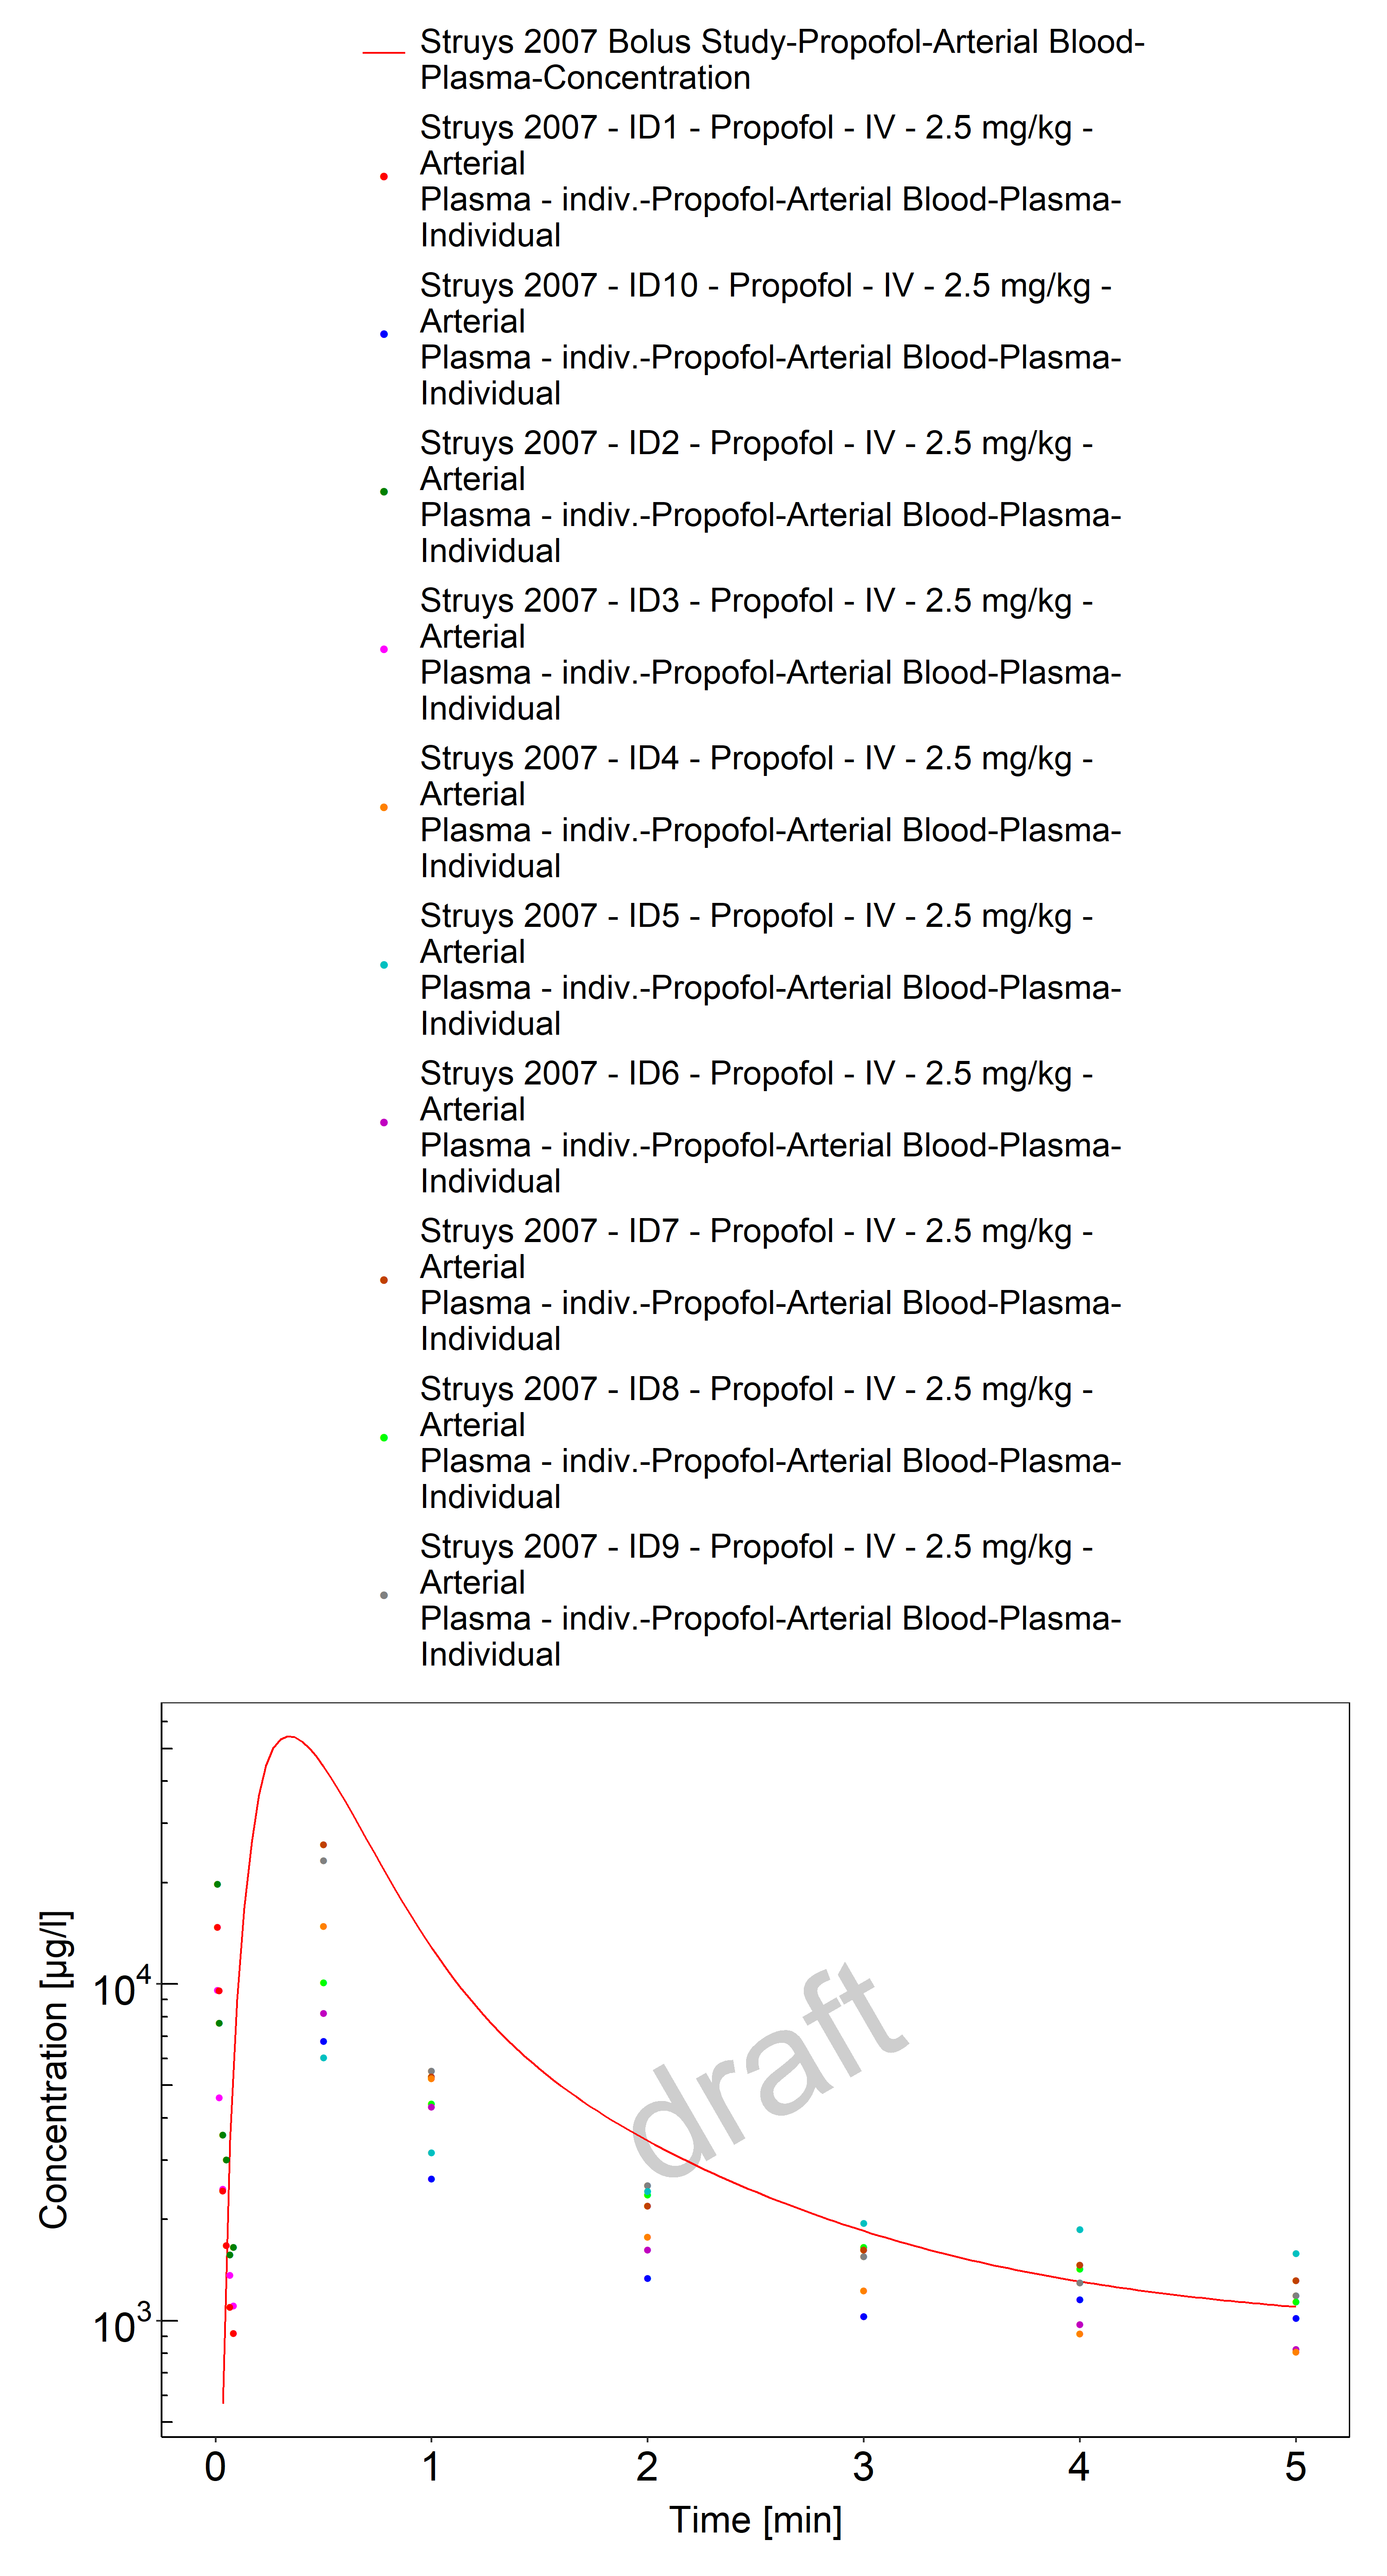 Struys 2007 Bolus Study-Propofol-Arterial Blood-
Plasma-Concentration
Struys 2007 - ID1 - Propofol - IV - 2.5 mg/kg -
Arterial
Plasma - indiv.-Propofol-Arterial Blood-Plasma-
Individual
Struys 2007 - ID10 - Propofol - IV - 2.5 mg/kg -
Arterial
Plasma - indiv.-Propofol-Arterial Blood-Plasma-
Individual
Struys 2007 - ID2 - Propofol - IV - 2.5 mg/kg -
Arterial
Plasma - indiv.-Propofol-Arterial Blood-Plasma-
Individual
Struys 2007 - ID3 - Propofol - IV - 2.5 mg/kg -
Arterial
Plasma - indiv.-Propofol-Arterial Blood-Plasma-
Individual
Struys 2007 - ID4 - Propofol - IV - 2.5 mg/kg -
Arterial
Plasma - indiv.-Propofol-Arterial Blood-Plasma-
Individual
Struys 2007 - ID5 - Propofol - IV - 2.5 mg/kg -
Arterial
Plasma - indiv.-Propofol-Arterial Blood-Plasma-
Individual
Struys 2007 - ID6 - Propofol - IV - 2.5 mg/kg -
Arterial
Plasma - indiv.-Propofol-Arterial Blood-Plasma-
Individual
Struys 2007 - ID7 - Propofol - IV - 2.5 mg/kg -
Arterial
Plasma - indiv.-Propofol-Arterial Blood-Plasma-
Individual
Struys 2007 - ID8 - Propofol - IV - 2.5 mg/kg -
Arterial
Plasma - indiv.-Propofol-Arterial Blood-Plasma-
Individual
Struys 2007 - ID9 - Propofol - IV - 2.5 mg/kg -
Arterial
Plasma - indiv.-Propofol-Arterial Blood-Plasma-
Individual
Concentration [µg/l]
10⁴
10³
draft
0 1 2 3 4 5
Time [min]